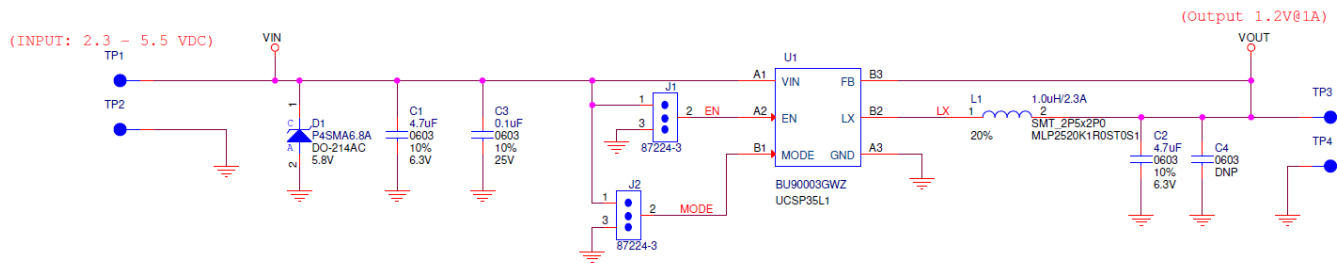 (Output 1.2V@1A)
(INPUT: 2.3 - 5.5 VDC)
VIN
VOUT
TP1
U1
A1
VIN
FB
B3
J1
1
2
3
87224-3
EN
A2
EN
LX
B2
LX
L1
1
1.0uH/2.3A
2
20%
SMT_2P5x2P0
MLP2520K1R0ST0S1
TP3
TP2
1
C
D1
P4SMA6.8A
DO-214AC
5.8V
A
2
C1
4.7uF
0603
10%
6.3V
C3
0.1uF
0603
10%
25V
B1
MODE
GND
A3
BU90003GWZ
UCSP35L1
TP4
C2
4.7uF
0603
10%
6.3V
C4
0603
DNP
J2
1
2
3
MODE
87224-3